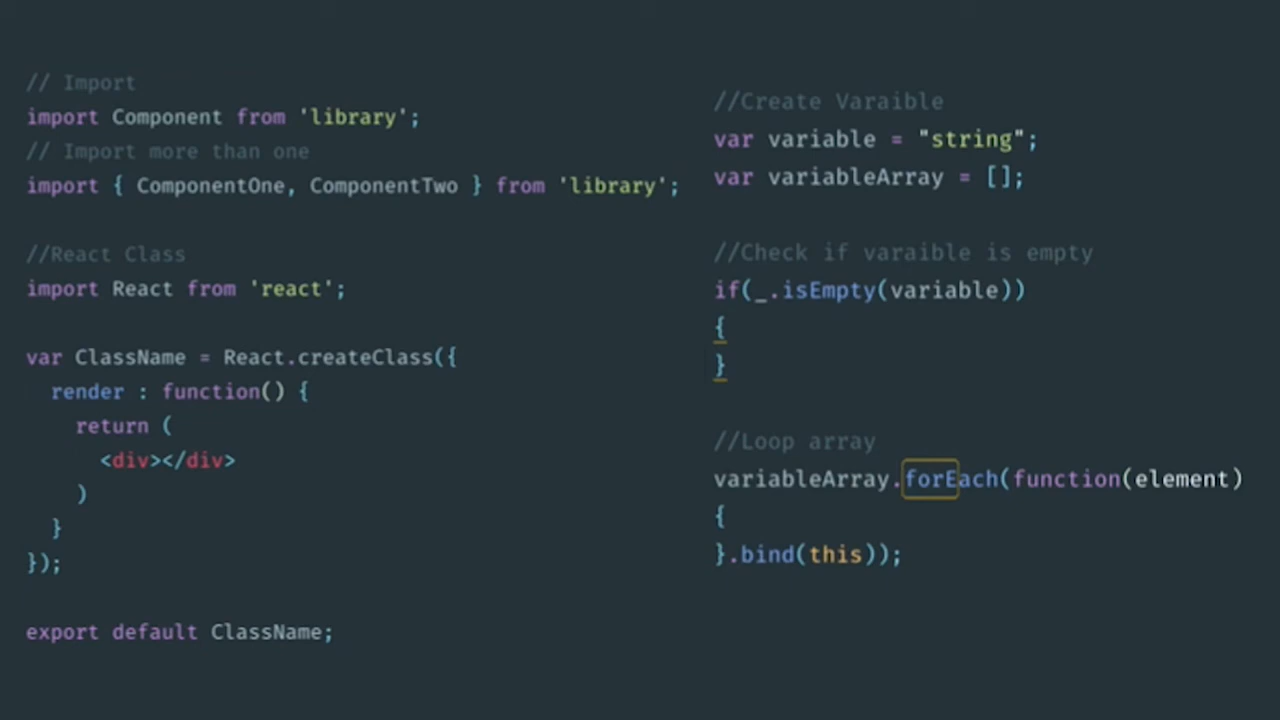 // Import
import Component from 'library';
// Import more than one
import { ComponentOne, ComponentTwo } from 'library';
//React Class
import React from 'react';
var ClassName = React.createClass({
render : function() {
return (
<div></div>
)
}
});
export default ClassName;
//Create Varaible
var variable = "string";
var variableArray = [];
//Check if varaible is empty
if(_.isEmpty(variable))
{
}
//Loop array
variableArray.forEach(function(element)
{
}.bind(this));